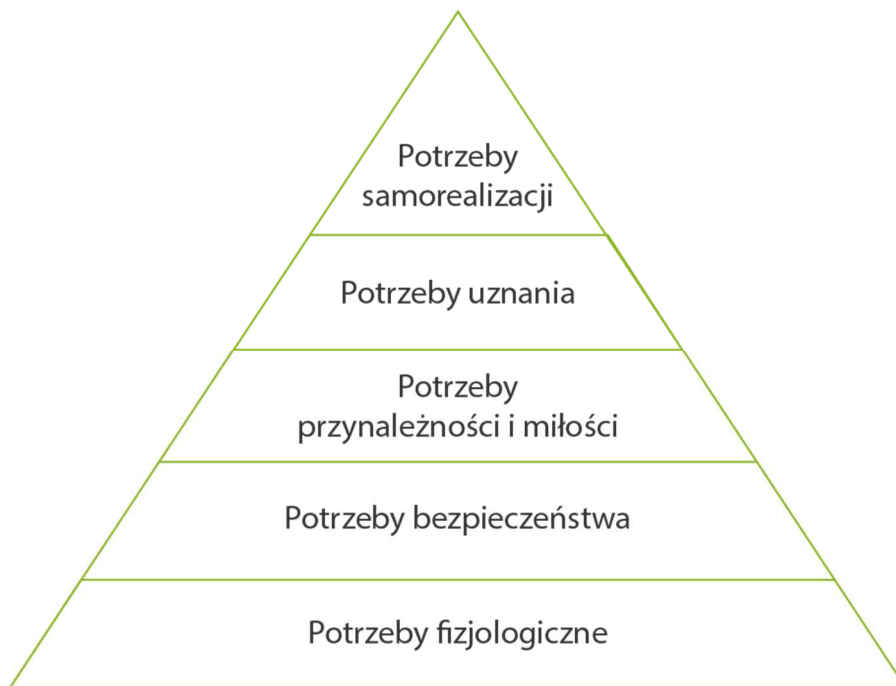 Potrzeby
samorealizacji
Potrzeby uznania
Potrzeby
przynależności i miłości
Potrzeby bezpieczeństwa
Potrzeby fizjologiczne